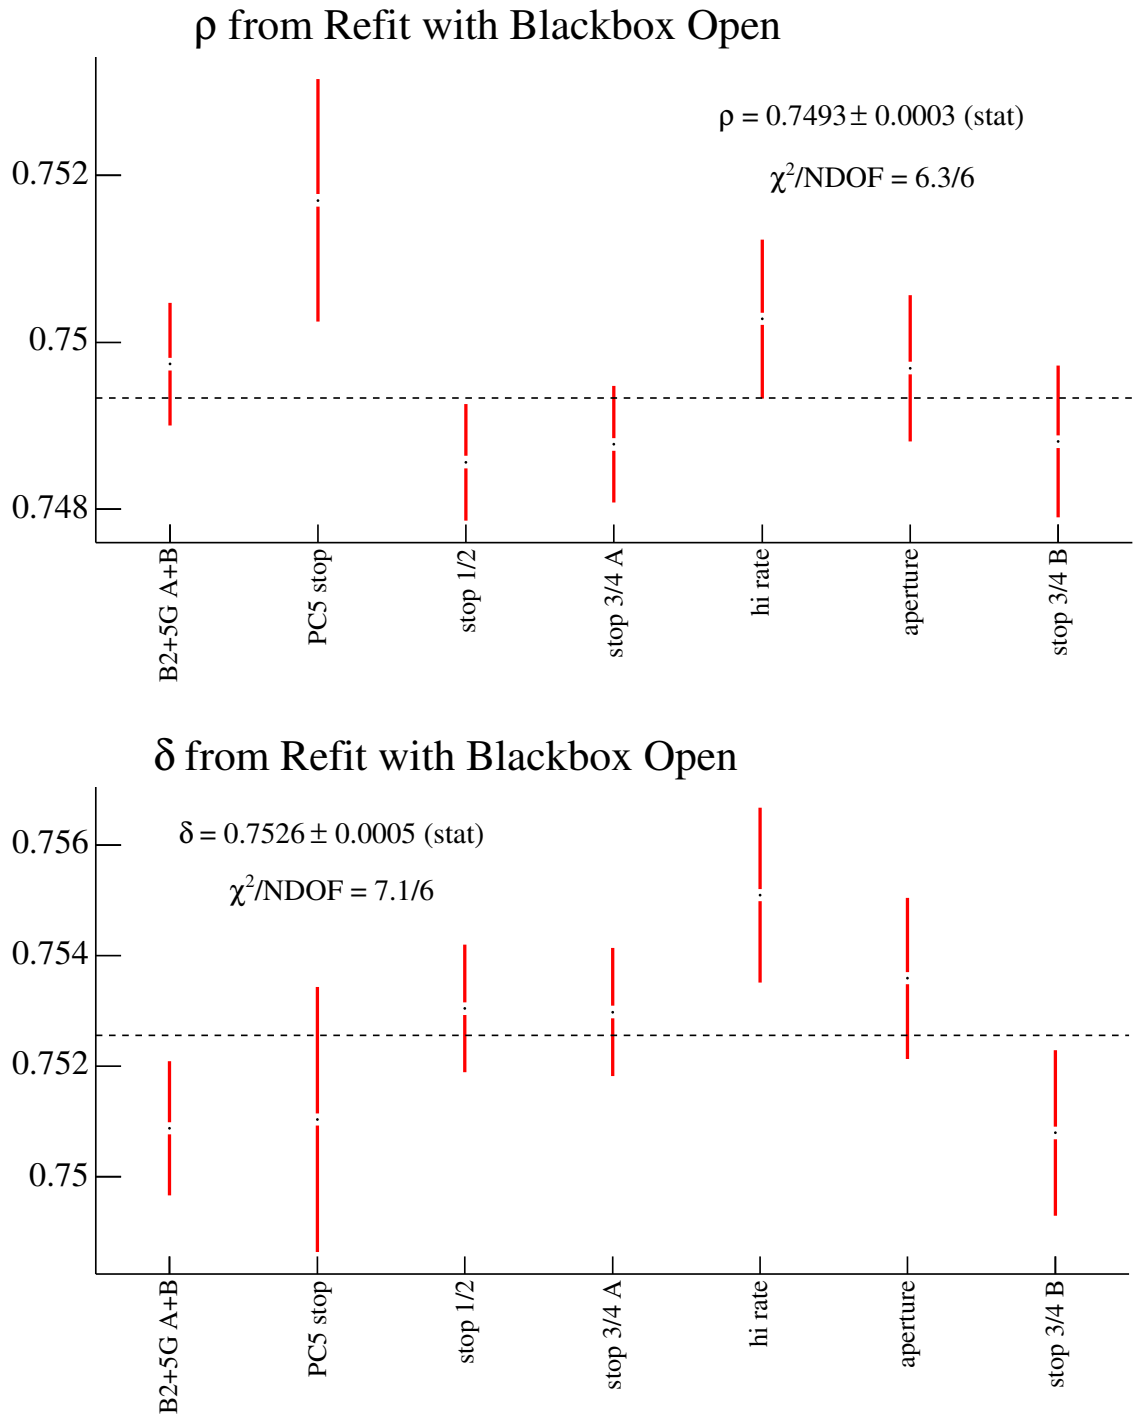 ρ from Refit with Blackbox Open
ρ = 0.7493 ± 0.0003 (stat)
χ²/NDOF = 6.3/6
0.752
0.75
0.748
B2+5G A+B
PC5 stop
stop 1/2
stop 3/4 A
hi rate
aperture
stop 3/4 B
δ from Refit with Blackbox Open
δ = 0.7526 ± 0.0005 (stat)
χ²/NDOF = 7.1/6
0.756
0.754
0.752
0.75
B2+5G A+B
PC5 stop
stop 1/2
stop 3/4 A
hi rate
aperture
stop 3/4 B